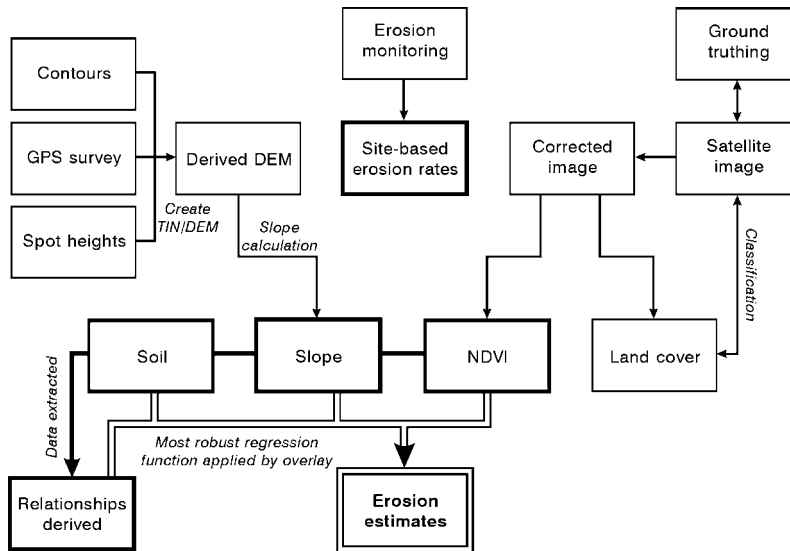 Contours
GPS survey
Spot heights
Create
TIN/DEM
Derived DEM
Slope
calculation
Erosion
monitoring
Site-based
erosion rates
Ground
truthing
Satellite
image
Corrected
image
Classification
Land cover
Soil
Slope
NDVI
Data extracted
Most robust regression
function applied by overlay
Relationships
derived
Erosion
estimates